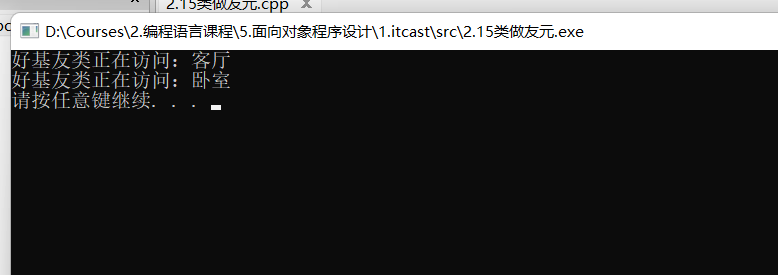 2.15类做友元.cpp
D:\Courses\2.编程语言课程\5.面向对象程序设计\1.itcast\src\2.15类做友元.exe
好基友类正在访问：客厅
好基友类正在访问：卧室
请按任意键继续. . .